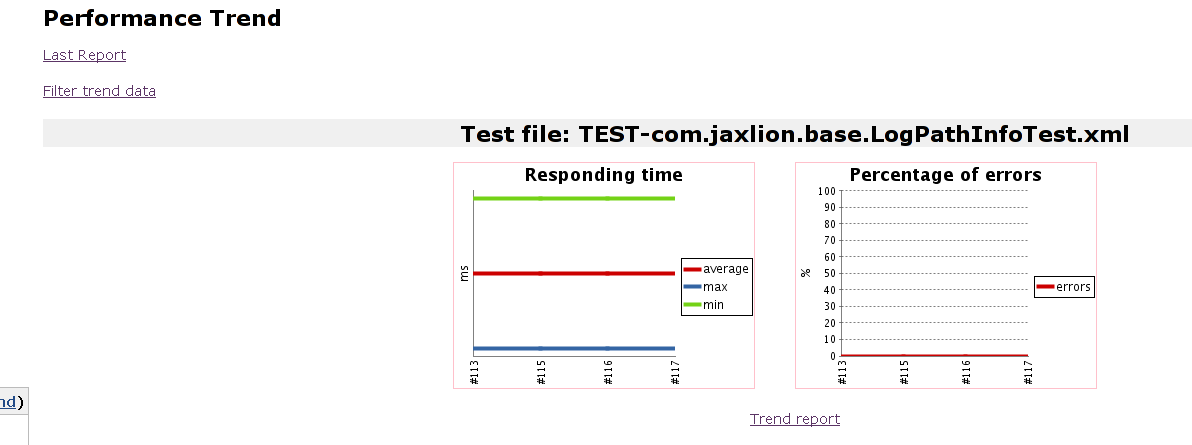 Performance Trend
Last Report
Filter trend data
Test file: TEST-com.jaxlion.base.LogPathInfoTest.xml
Responding time
ms
#113
#115
#116
#117
average
max
min
Percentage of errors
100
90
80
70
60
50
40
30
20
10
0
%
#113
#115
#116
#117
errors
nd)
Trend report